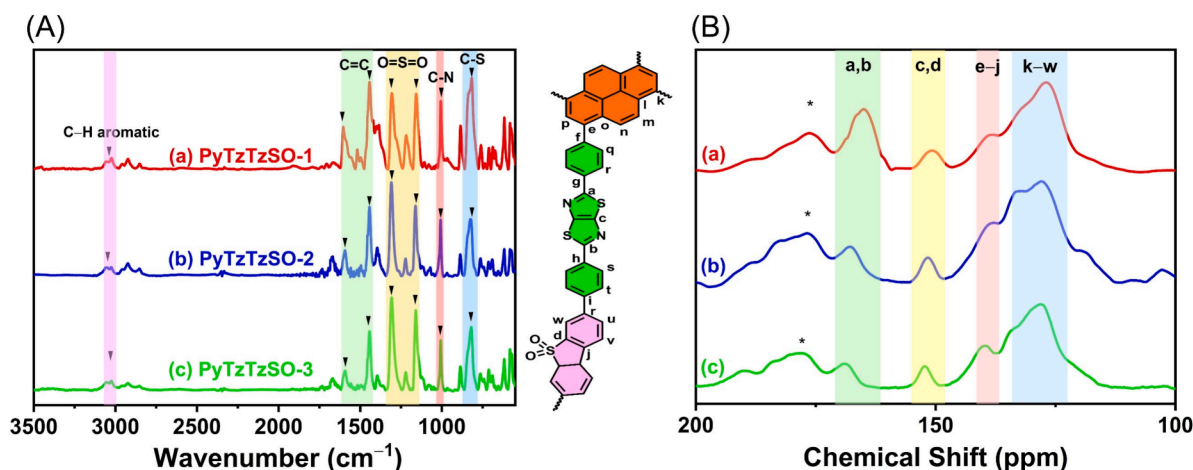 (A)
C=C
O=S=O
C-S
C-N
C−H aromatic
(a) PyTzTzSO-1
(b) PyTzTzSO-2
(c) PyTzTzSO-3
3500 3000 2500 2000 1500 1000
Wavenumber (cm−1)
l
k
p
e
o
n
m
f
q
r
g
a
N
S
c
S
N
b
h
s
t
i
r
w
u
d
v
O
O
S
j
(B)
a,b
c,d
e–j
k–w
*
(a)
*
(b)
*
(c)
200 150 100
Chemical Shift (ppm)